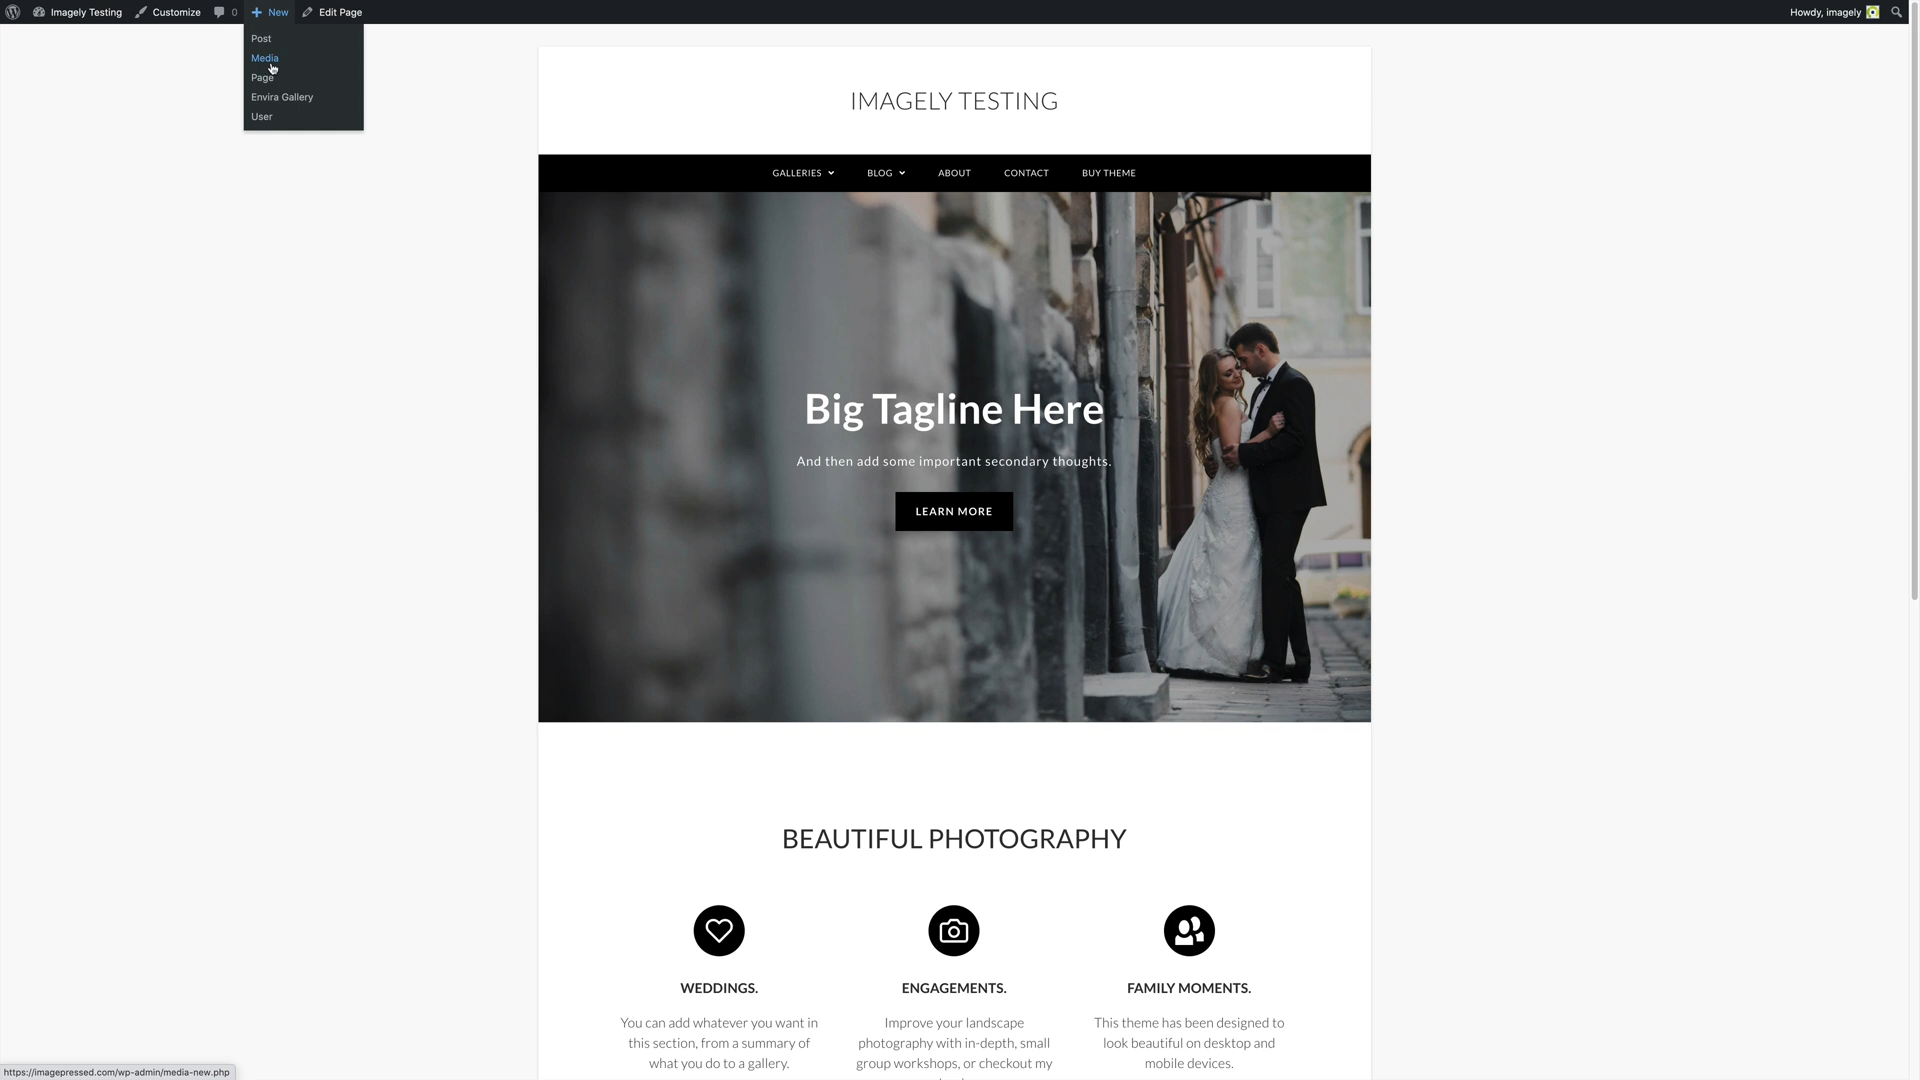 Imagely Testing Customize 0 New Edit Page Howdy, imagely
Post
Media
Page
Envira Gallery
User
IMAGELY TESTING
GALLERIES BLOG ABOUT CONTACT BUY THEME
Big Tagline Here
And then add some important secondary thoughts.
LEARN MORE
BEAUTIFUL PHOTOGRAPHY
WEDDINGS.
You can add whatever you want in
this section, from a summary of
what you do to a gallery.
ENGAGEMENTS.
Improve your landscape
photography with in-depth, small
group workshops, or checkout my
FAMILY MOMENTS.
This theme has been designed to
look beautiful on desktop and
mobile devices.
https://imagepressed.com/wp-admin/media-new.php